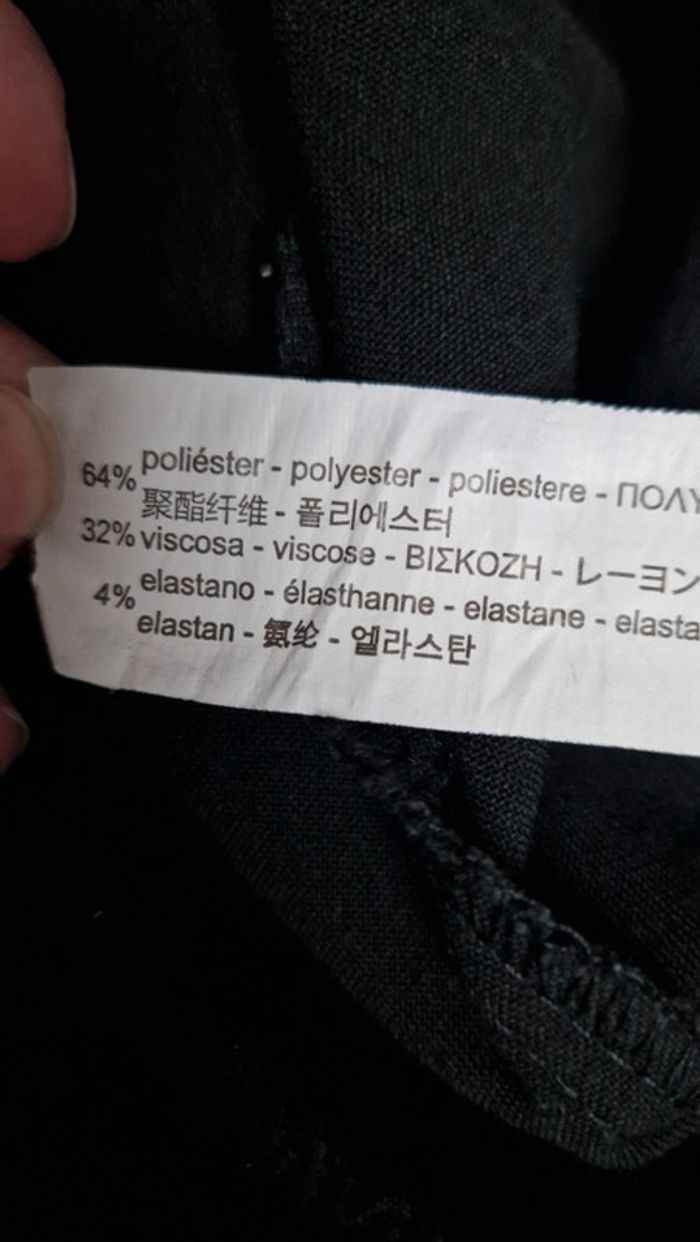 64% poliéster - polyester - poliestere - ΠΟΛΥ
聚酯纤维 - 폴리에스터
32% viscosa - viscose - ΒΙΣΚΟΖΗ - レーヨン
4% elastano - élasthanne - elastane - elasta
elastan - 氨纶 - 엘라스탄